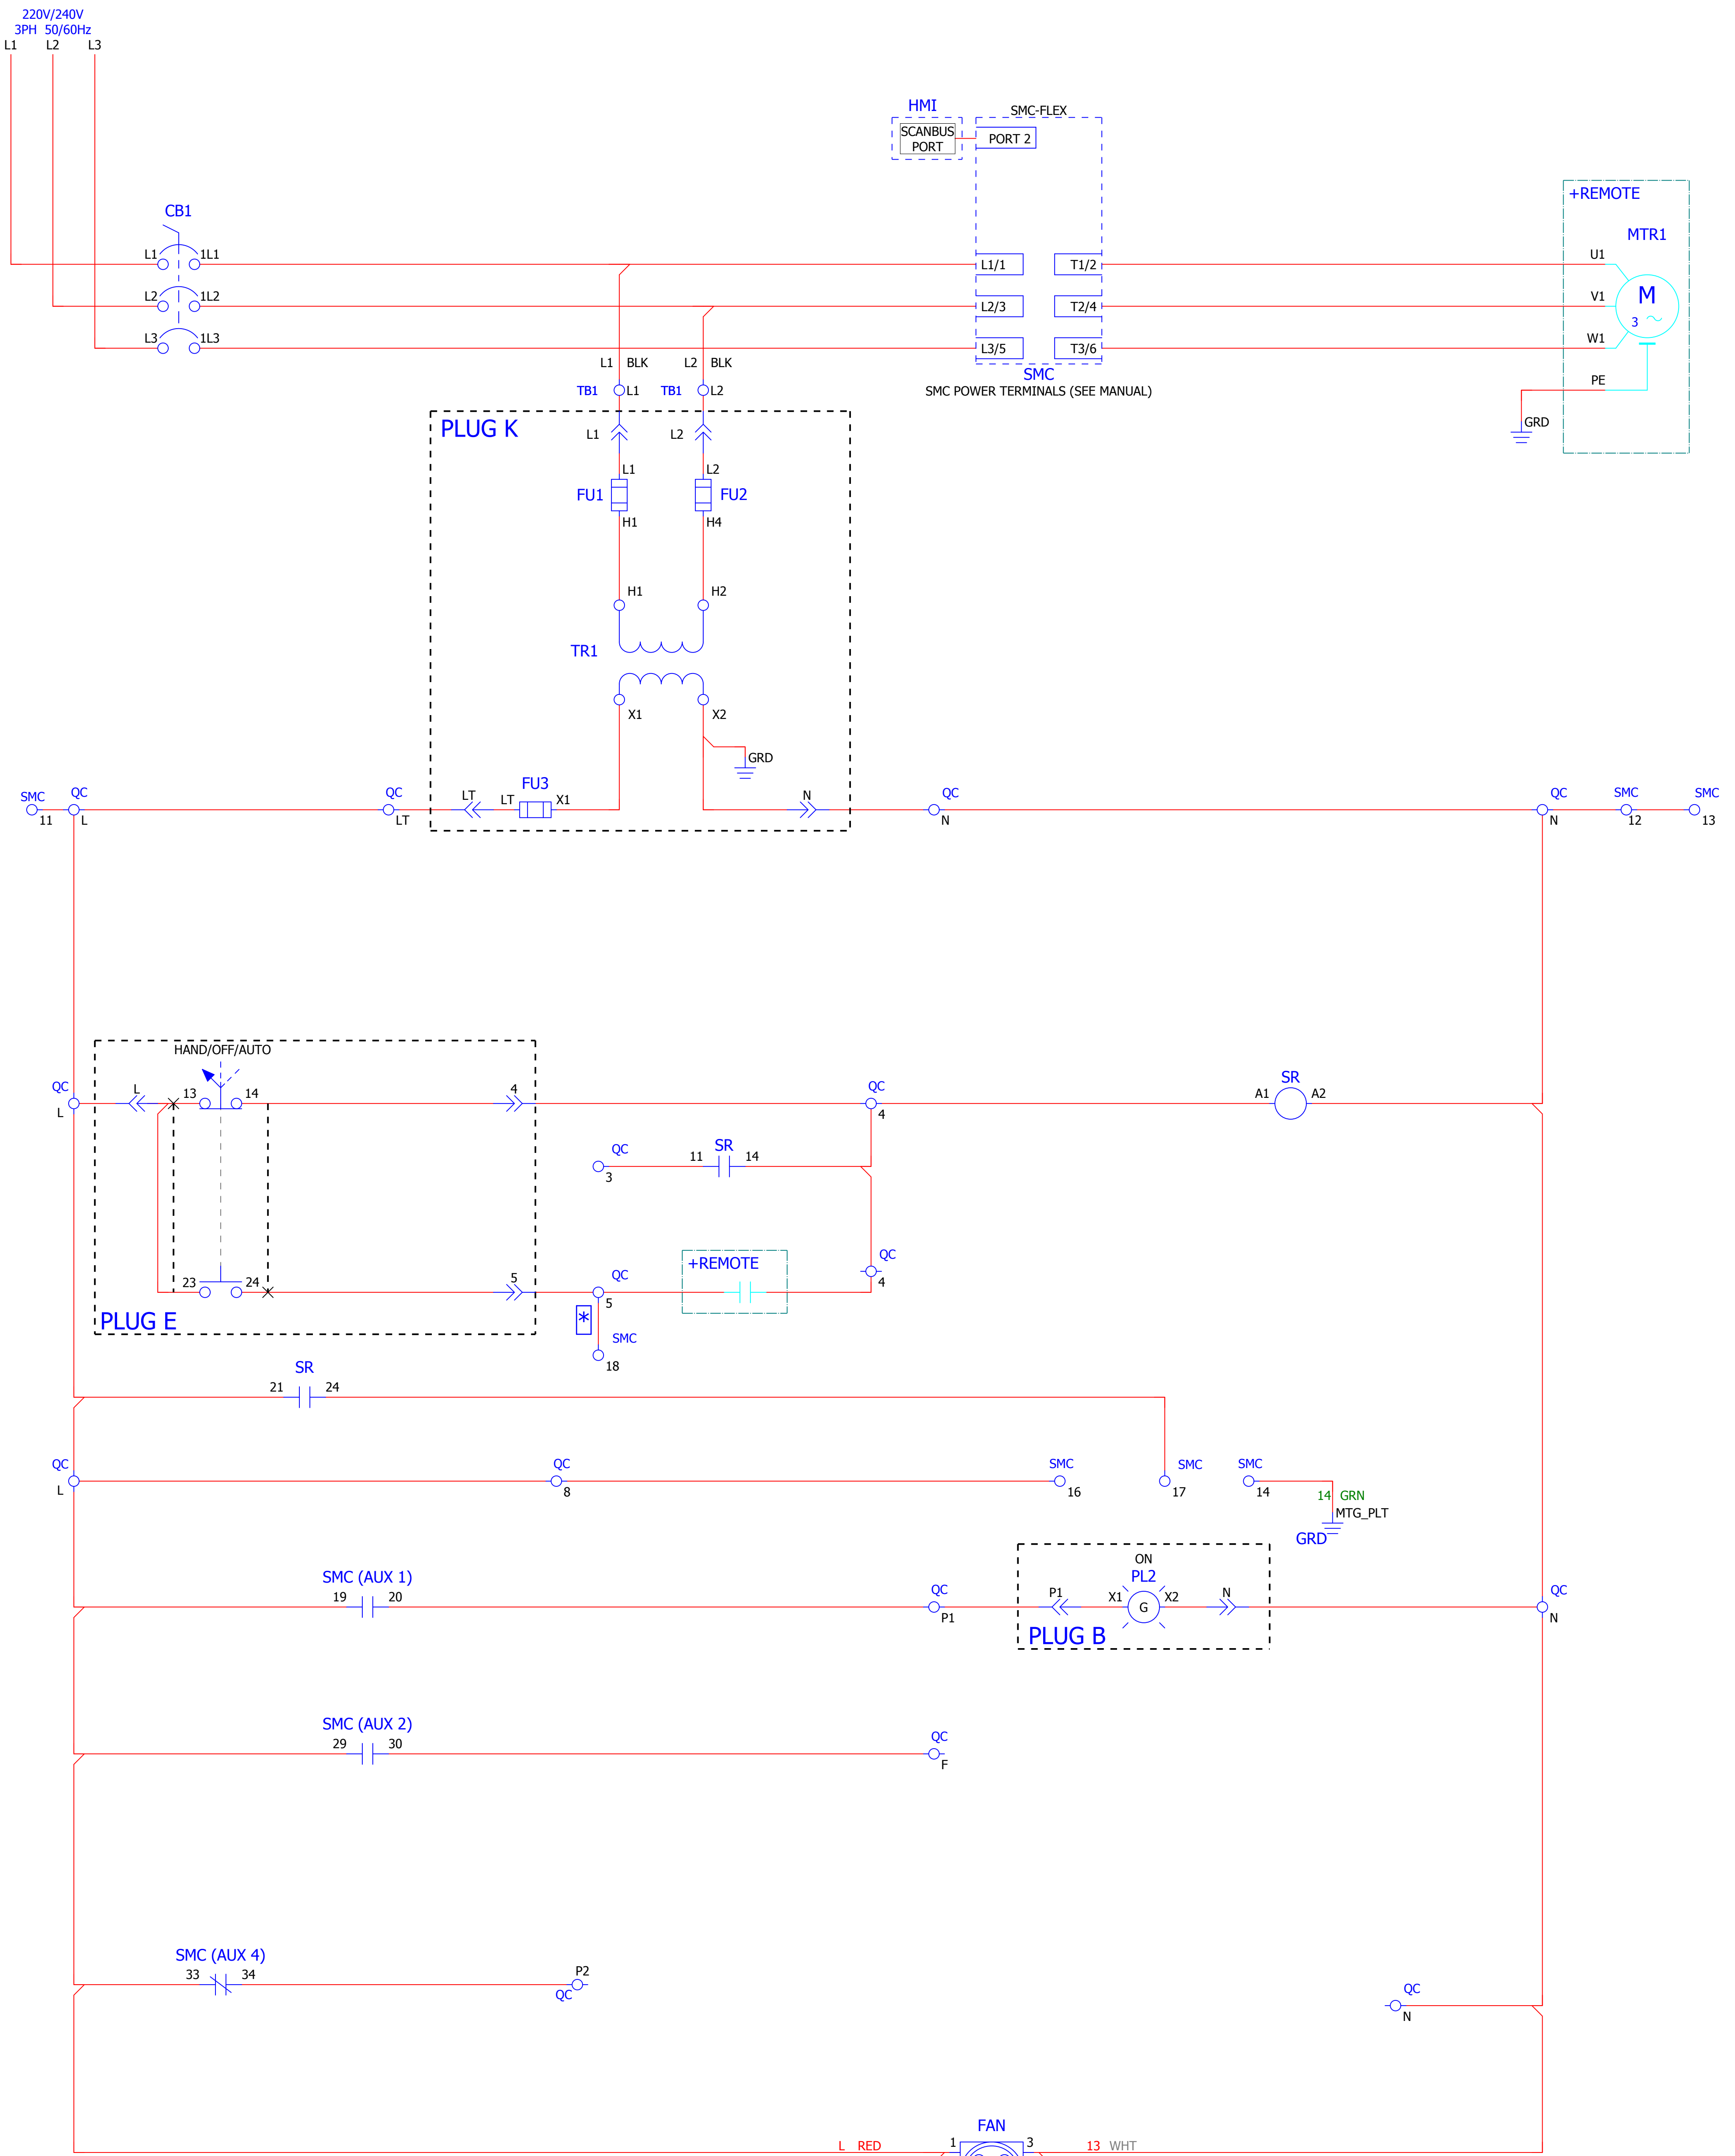 220V/240V
3PH 50/60Hz
L1 L2 L3
HMI
SMC-FLEX
SCANBUS
PORT
PORT 2
+REMOTE
CB1
MTR1
L1 1L1
L1/1 T1/2
U1
L2 1L2
L2/3 T2/4
V1
M
3
L3 1L3
L3/5 T3/6
W1
L1 BLK L2 BLK
SMC
SMC POWER TERMINALS (SEE MANUAL)
PE
TB1 L1 TB1 L2
GRD
PLUG K
L1 L2
L1 L2
FU1 FU2
H1 H4
H1 H2
TR1
X1 X2
GRD
FU3
SMC QC QC LT LT X1 N QC QC SMC SMC
11 L LT N N 12 13
HAND/OFF/AUTO
QC L 13 14 4 QC A1 SR A2
L 4
QC 11 SR 14
3
QC
+REMOTE
4
23 24 5 QC
5
PLUG E
*
SMC
18
SR
21 24
QC QC SMC SMC SMC
L 8 16 17 14
14 GRN
MTG_PLT
GRD
ON
SMC (AUX 1) PL2
19 20 QC P1 X1 G X2 N QC
P1 N
PLUG B
SMC (AUX 2)
29 30 QC
F
SMC (AUX 4)
33 34 P2
QC
QC
N
FAN
L RED 1 3 13 WHT